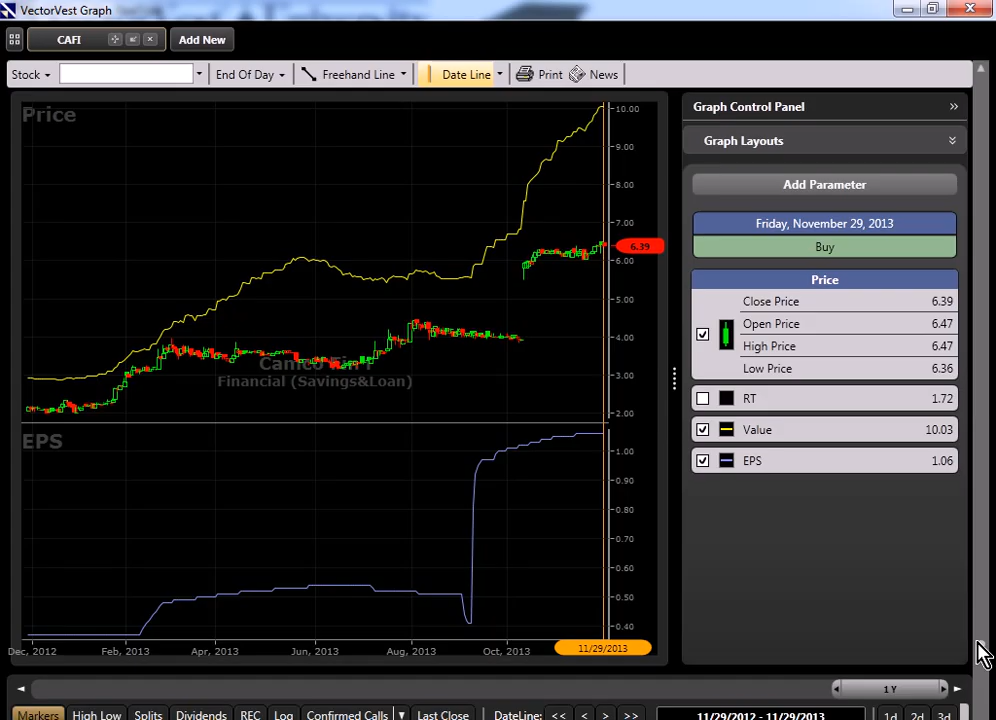 VectorVest Graph
CAFI
Add New
Stock
End Of Day
Freehand Line
Date Line
Print
News
Price
10.00
9.00
8.00
7.00
6.39
6.00
5.00
4.00
3.00
2.00
Financial (Savings&Loan)
EPS
1.00
0.90
0.80
0.70
0.60
0.50
0.40
Dec, 2012
Feb, 2013
Apr, 2013
Jun, 2013
Aug, 2013
Oct, 2013
11/29/2013
Graph Control Panel
Graph Layouts
Add Parameter
Friday, November 29, 2013
Buy
Price
Close Price 6.39
Open Price 6.47
High Price 6.47
Low Price 6.36
RT 1.72
Value 10.03
EPS 1.06
1 Y
Markers
High Low
Splits
Dividends
REC
Log
Confirmed Calls
Last Close
DateLine:
<<
<
>
>>
11/29/2012 - 11/29/2013
1d
2d
3d